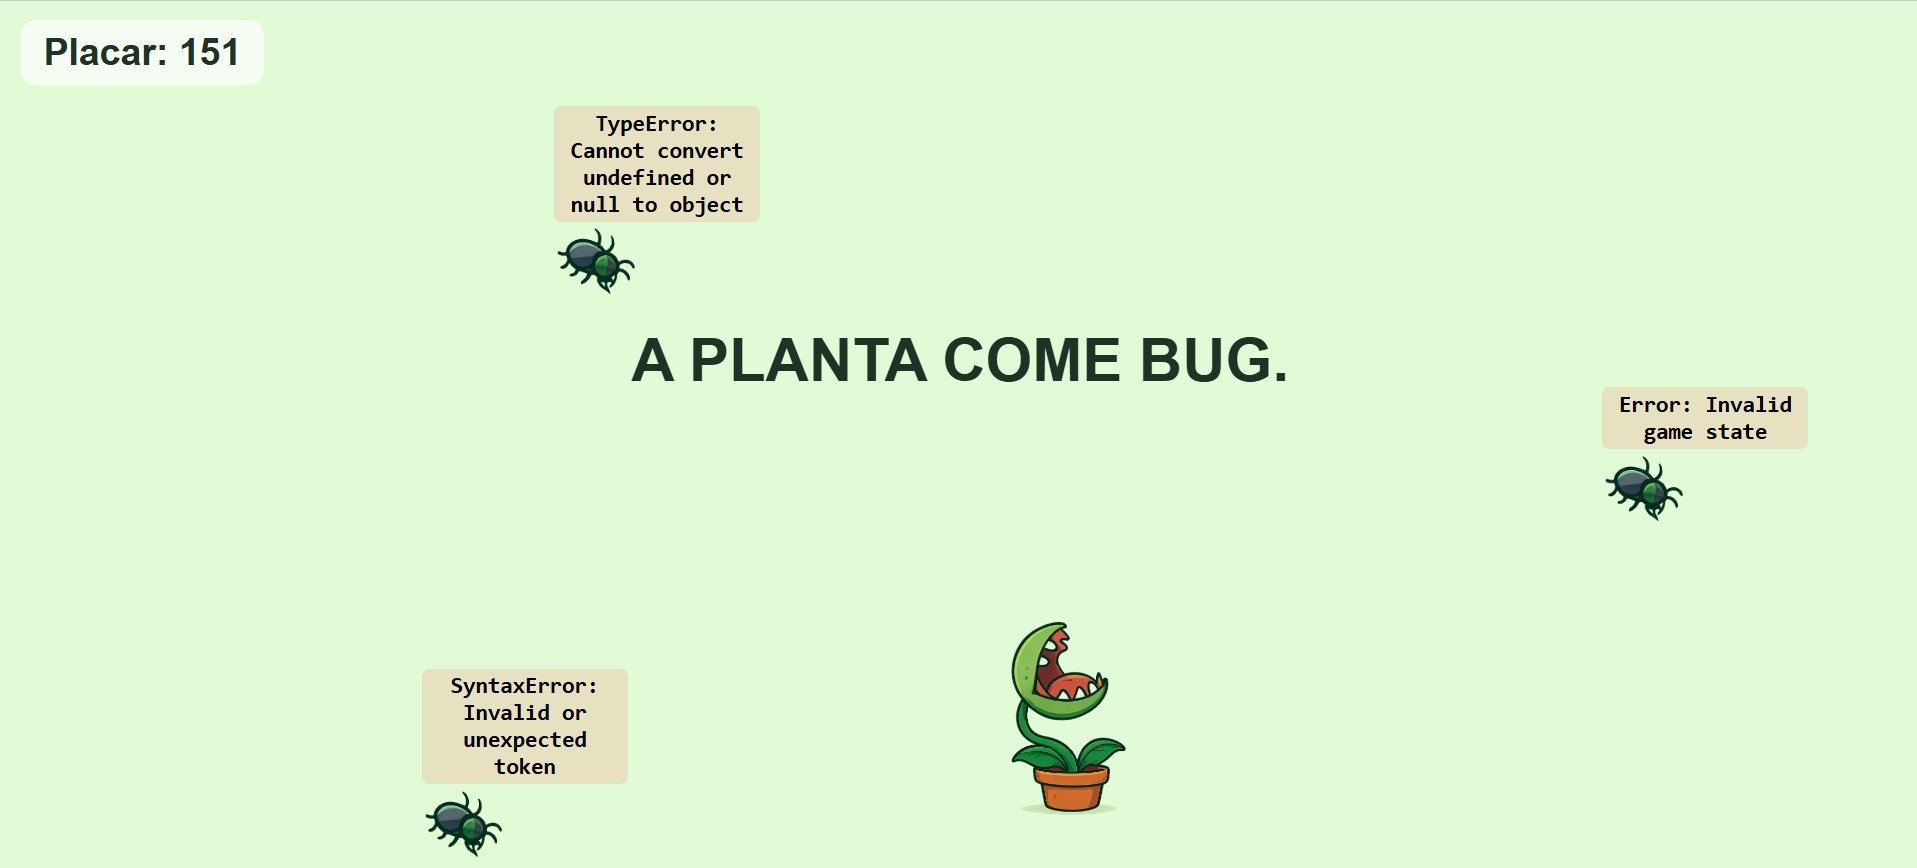 Placar: 151
TypeError:
Cannot convert
undefined or
null to object
A PLANTA COME BUG.
Error: Invalid
game state
SyntaxError:
Invalid or
unexpected
token